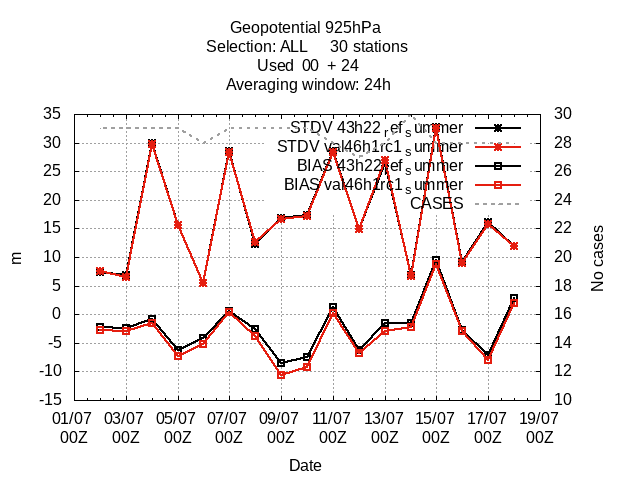 Geopotential 925hPa
Selection: ALL 30 stations
Used 00 + 24
Averaging window: 24h
STDV 43h22_ref_summer
STDV val46h1rc1_summer
BIAS 43h22_ref_summer
BIAS val46h1rc1_summer
CASES
35
30
25
20
15
10
5
0
-5
-10
-15
m
30
28
26
24
22
20
18
16
14
12
10
No cases
01/07 03/07 05/07 07/07 09/07 11/07 13/07 15/07 17/07 19/07
00Z 00Z 00Z 00Z 00Z 00Z 00Z 00Z 00Z 00Z
Date